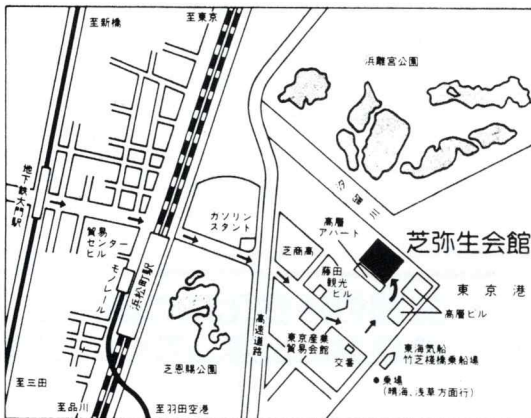 至新橋
至東京
浜離宮公園
汐留川
地下鉄大門駅
貿易
センター
ビル
モノレール
浜松町駅
ガソリン
スタント
高層
アパート
芝弥生会館
芝商高
藤田
観光
ビル
東京港
高層ビル
東京産業
貿易会館
交番
高速道路
芝恩賜公園
東海気船
竹芝棧橋乗船場
●乗場
(晴海、浅草方面行)
至三田
至品川
至羽田空港